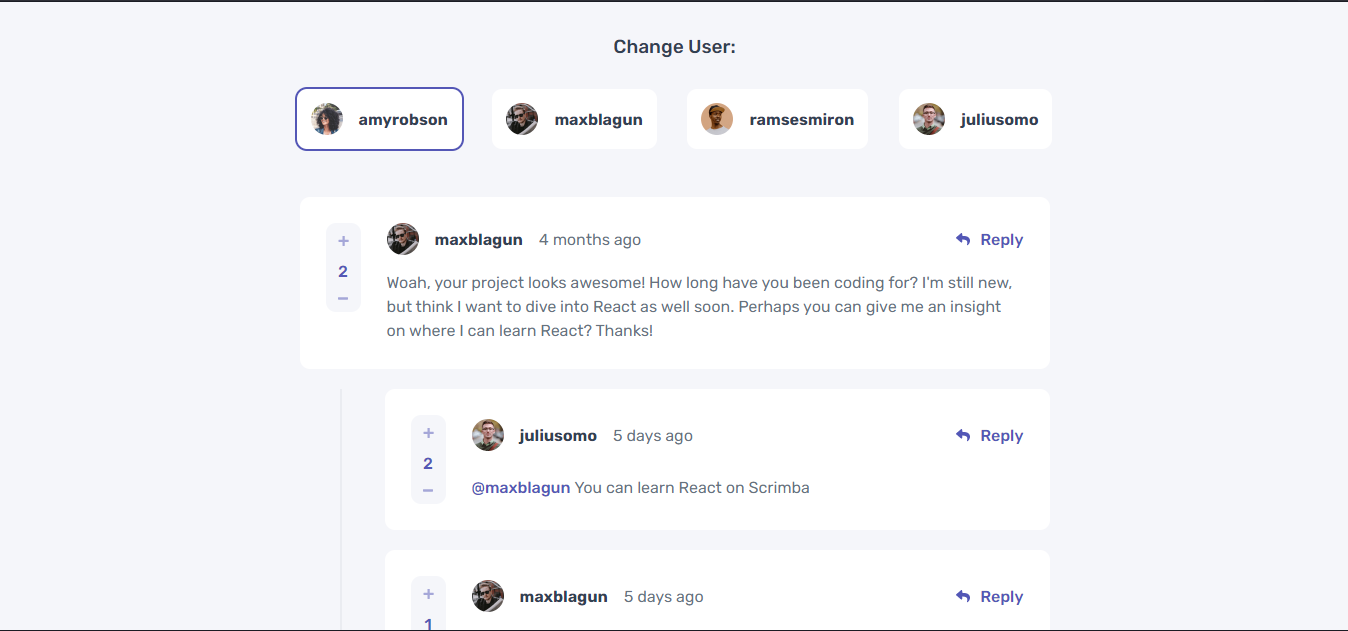 Change User:
amyrobson maxblagun ramsesmiron juliusomo
+
2
−
maxblagun 4 months ago Reply
Woah, your project looks awesome! How long have you been coding for? I'm still new,
but think I want to dive into React as well soon. Perhaps you can give me an insight
on where I can learn React? Thanks!
+
2
−
juliusomo 5 days ago Reply
@maxblagun You can learn React on Scrimba
+
1
maxblagun 5 days ago Reply